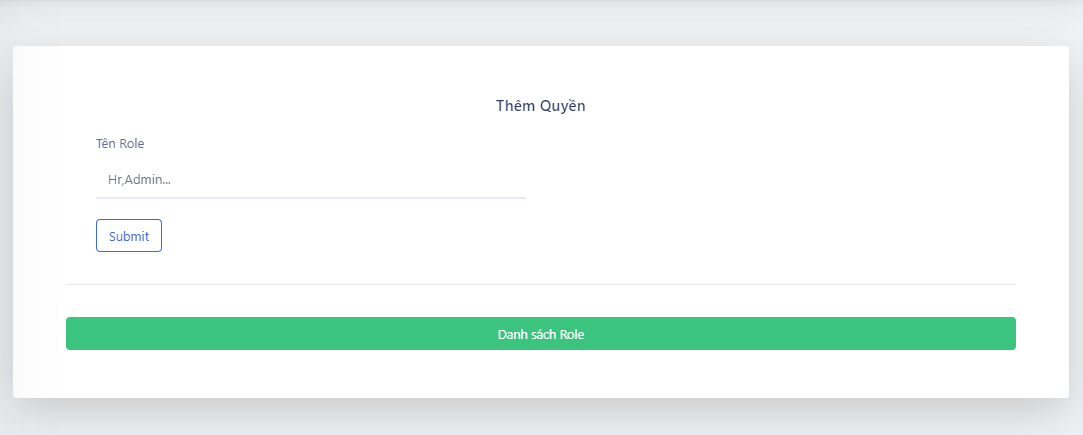 Thêm Quyền
Tên Role
Hr,Admin...
Submit
Danh sách Role